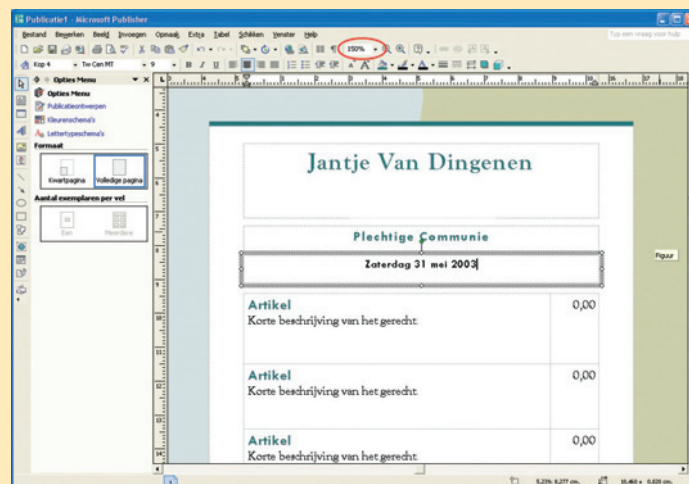 Publicatie1 - Microsoft Publisher
Bestand Bewerken Beeld Invoegen Opmaak Extra Tabel Schikken Venster Help
Typ een vraag voor hulp
150%
Kop 4 Tw Cen MT 9 B I U
Opties Menu
Opties Menu
Publicatieontwerpen
Kleurenschema's
Lettertypeschema's
Formaat
Kwartpagina Volledige pagina
Aantal exemplaren per vel
Een Meerdere
Jantje Van Dingenen
Plechtige Communie
Zaterdag 31 mei 2003
Figuur
Artikel 0,00
Korte beschrijving van het gerecht.
Artikel 0,00
Korte beschrijving van het gerecht.
Artikel 0,00
Korte beschrijving van het gerecht.